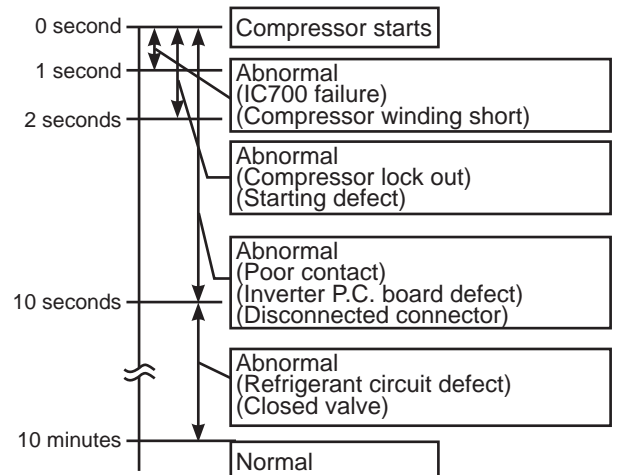 0 second
Compressor starts
1 second
Abnormal
(IC700 failure)
(Compressor winding short)
2 seconds
Abnormal
(Compressor lock out)
(Starting defect)
Abnormal
(Poor contact)
(Inverter P.C. board defect)
(Disconnected connector)
10 seconds
Abnormal
(Refrigerant circuit defect)
(Closed valve)
10 minutes
Normal